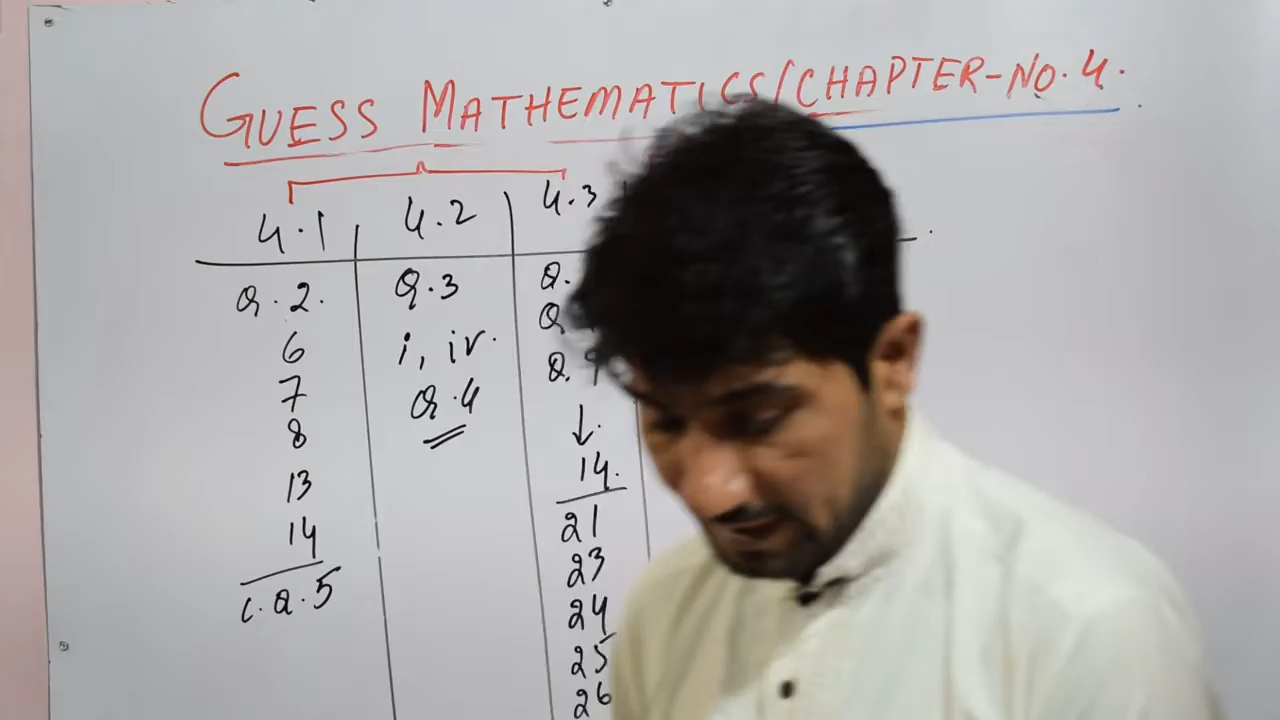 GUESS MATHEMATICS/CHAPTER-NO.4.
4.1 4.2 4.3
Q.2. Q.3 Q.
6 i, iv. Q
7 Q.4 Q. 9
8 ↓.
13 14.
14 21
C.Q.5 23
24
25
26